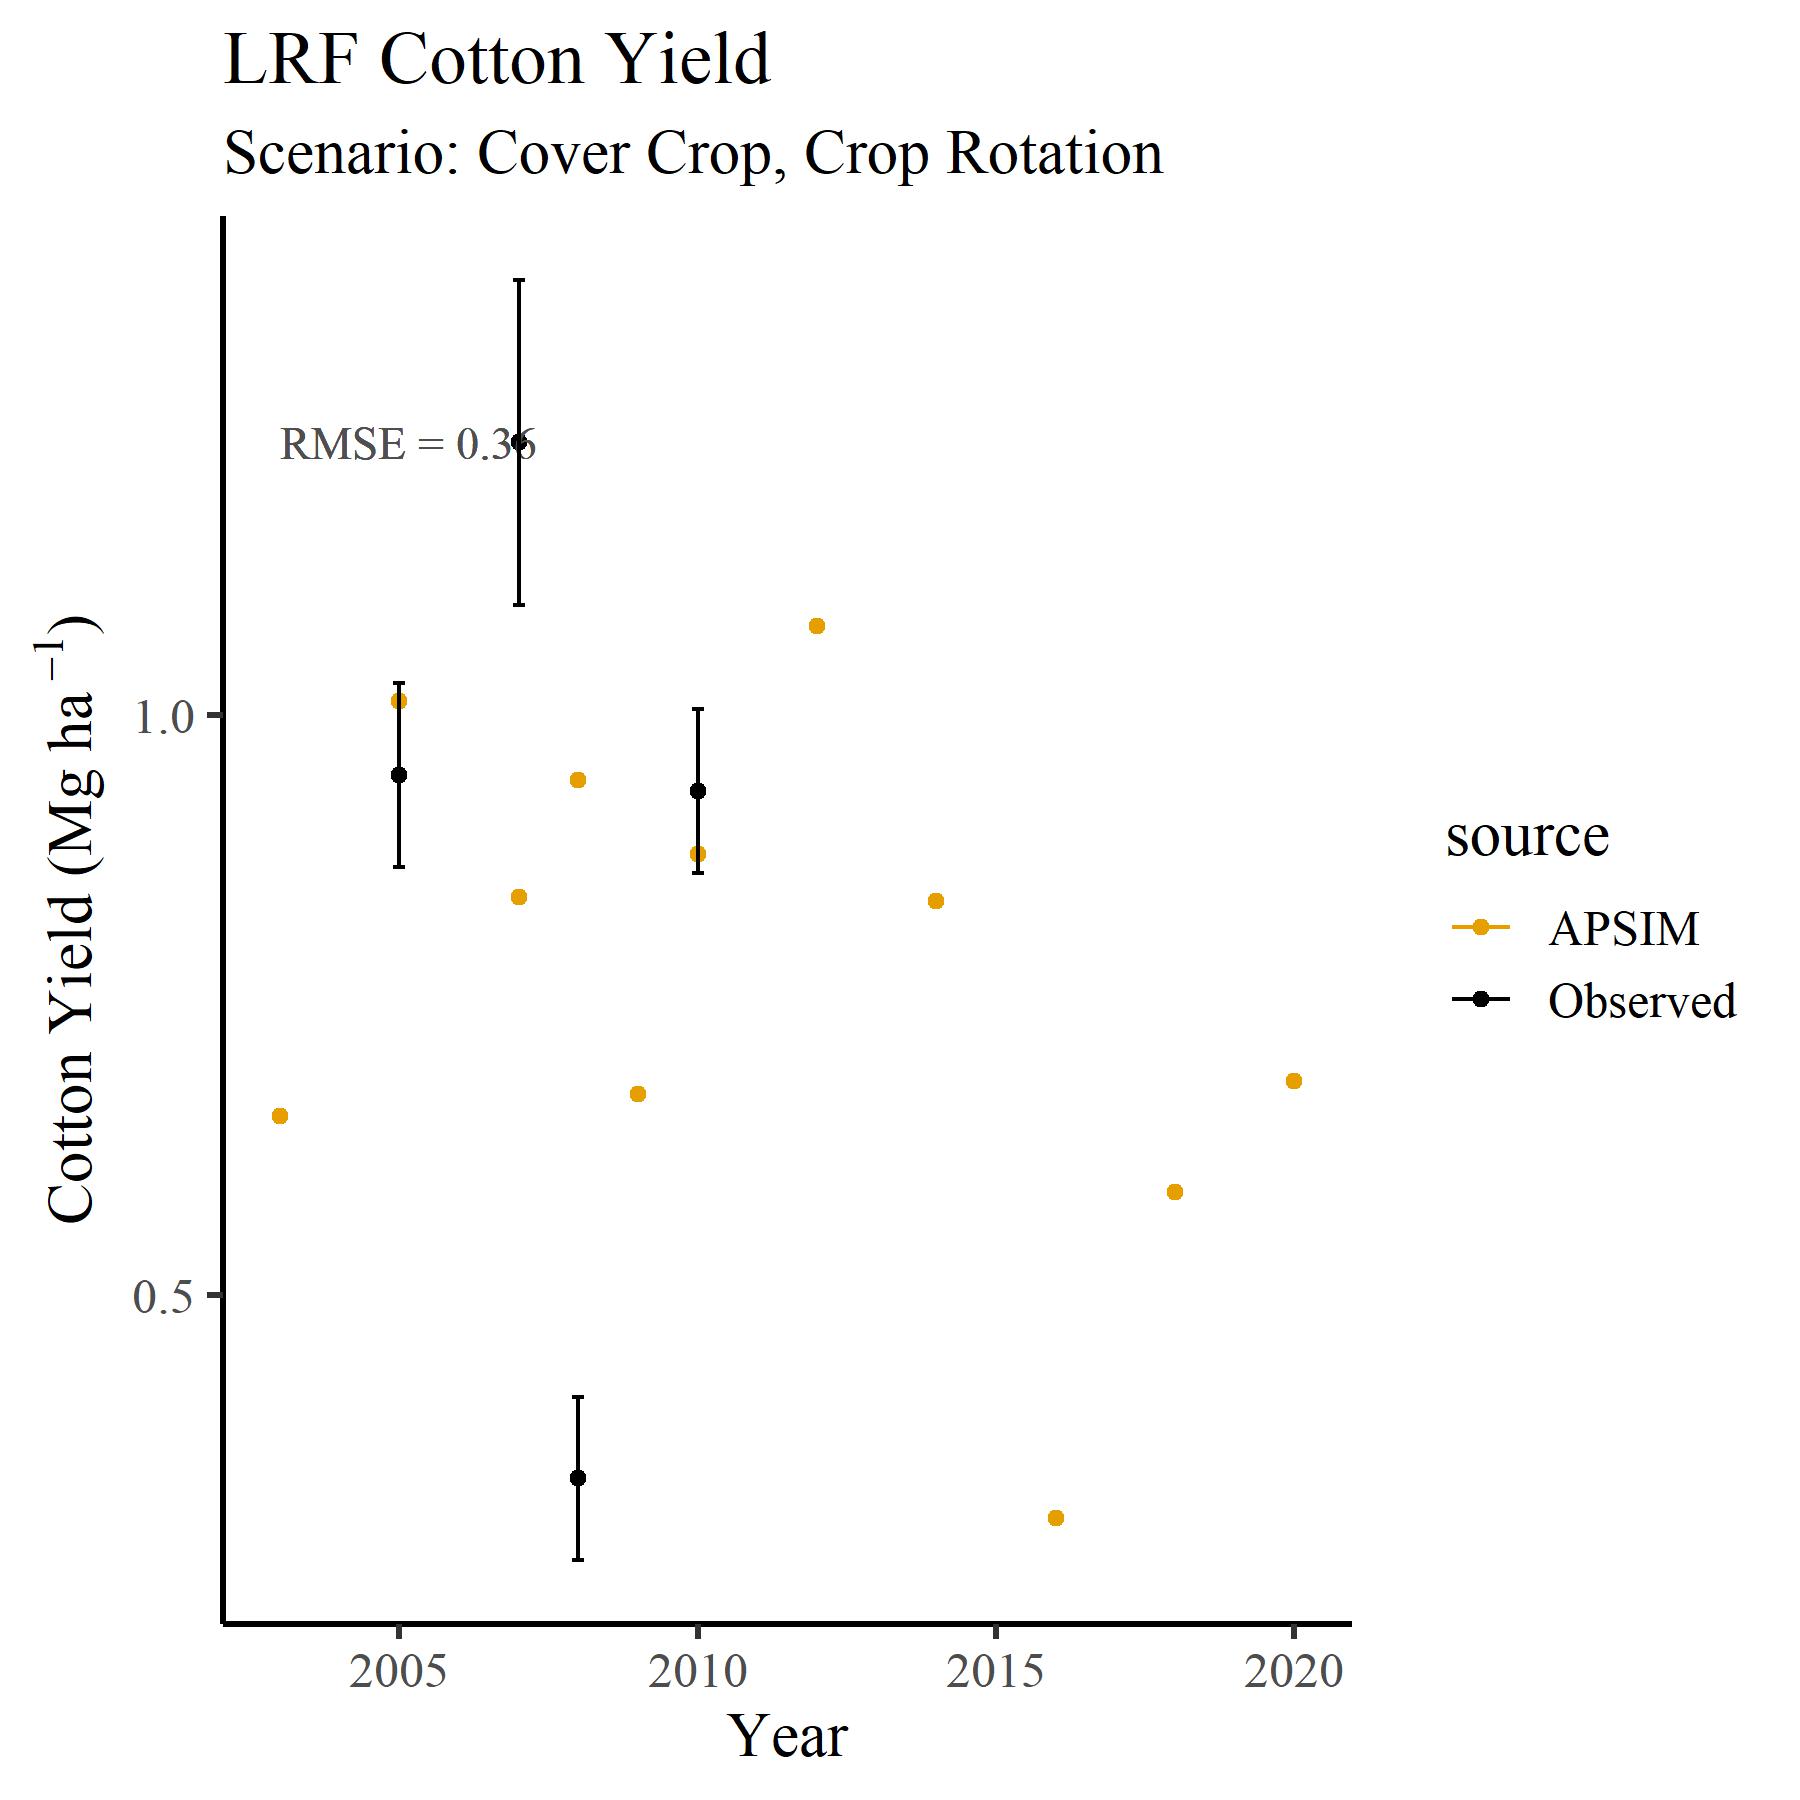 LRF Cotton Yield
Scenario: Cover Crop, Crop Rotation
RMSE = 0.36
Cotton Yield (Mg ha⁻¹)
1.0
0.5
2005
2010
2015
2020
Year
source
APSIM
Observed